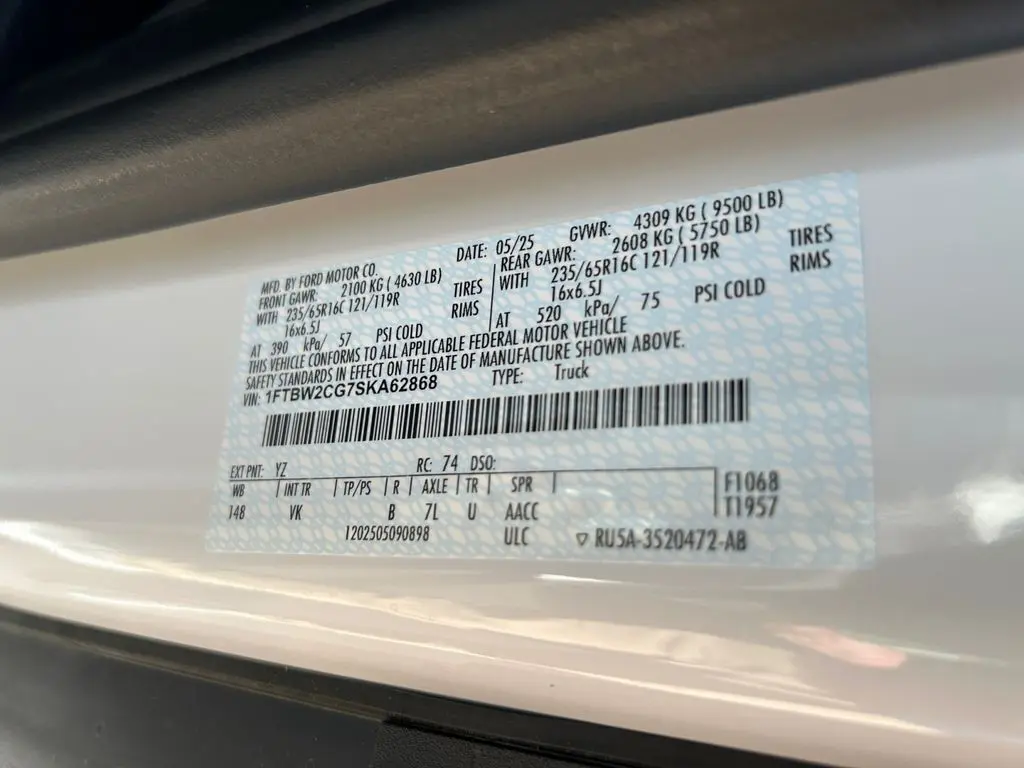 MFD. BY FORD MOTOR CO. DATE: 05/25 GVWR: 4309 KG ( 9500 LB)
FRONT GAWR: 2100 KG ( 4630 LB) REAR GAWR: 2608 KG ( 5750 LB)
WITH 235/65R16C 121/119R TIRES WITH 235/65R16C 121/119R TIRES
16x6.5J RIMS 16x6.5J RIMS
AT 390 kPa/ 57 PSI COLD AT 520 kPa/ 75 PSI COLD
THIS VEHICLE CONFORMS TO ALL APPLICABLE FEDERAL MOTOR VEHICLE
SAFETY STANDARDS IN EFFECT ON THE DATE OF MANUFACTURE SHOWN ABOVE.
VIN: 1FTBW2CG7SKA62868 TYPE: Truck
EXT PNT: YZ RC: 74 DSO:
WB INT TR TP/PS R AXLE TR SPR F1068
148 VK B 7L U AACC T1957
1202505090898 ULC ▽ RU5A-3520472-AB